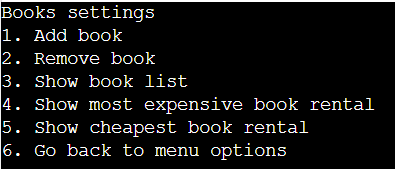 Books settings
1. Add book
2. Remove book
3. Show book list
4. Show most expensive book rental
5. Show cheapest book rental
6. Go back to menu options